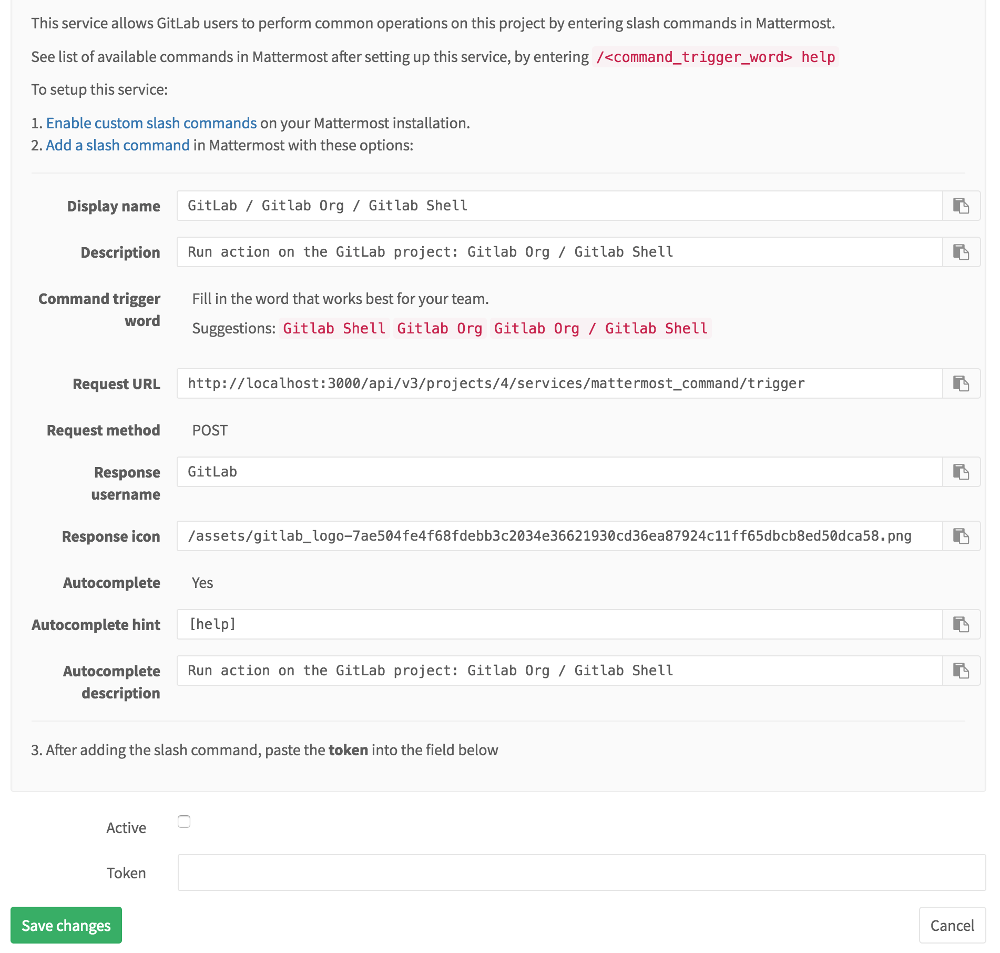 This service allows GitLab users to perform common operations on this project by entering slash commands in Mattermost.
See list of available commands in Mattermost after setting up this service, by entering /<command_trigger_word> help
To setup this service:
1. Enable custom slash commands on your Mattermost installation.
2. Add a slash command in Mattermost with these options:
Display name GitLab / Gitlab Org / Gitlab Shell
Description Run action on the GitLab project: Gitlab Org / Gitlab Shell
Command trigger word
Fill in the word that works best for your team.
Suggestions: Gitlab Shell Gitlab Org Gitlab Org / Gitlab Shell
Request URL http://localhost:3000/api/v3/projects/4/services/mattermost_command/trigger
Request method POST
Response username GitLab
Response icon /assets/gitlab_logo-7ae504fe4f68fdebb3c2034e36621930cd36ea87924c11ff65dbcb8ed50dca58.png
Autocomplete Yes
Autocomplete hint [help]
Autocomplete description Run action on the GitLab project: Gitlab Org / Gitlab Shell
3. After adding the slash command, paste the token into the field below
Active
Token
Save changes Cancel